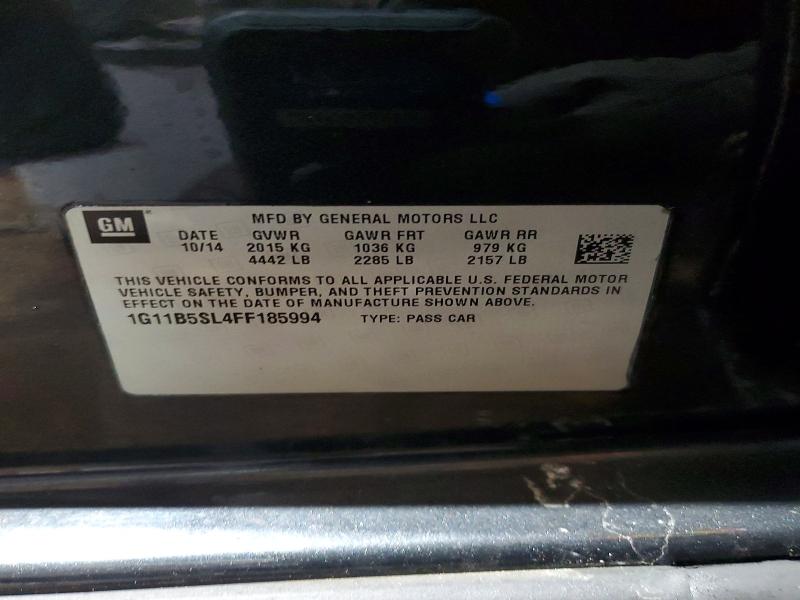 GM
MFD BY GENERAL MOTORS LLC
DATE GVWR GAWR FRT GAWR RR
10/14 2015 KG 1036 KG 979 KG
4442 LB 2285 LB 2157 LB
THIS VEHICLE CONFORMS TO ALL APPLICABLE U.S. FEDERAL MOTOR
VEHICLE SAFETY, BUMPER, AND THEFT PREVENTION STANDARDS IN
EFFECT ON THE DATE OF MANUFACTURE SHOWN ABOVE.
1G11B5SL4FF185994 TYPE: PASS CAR